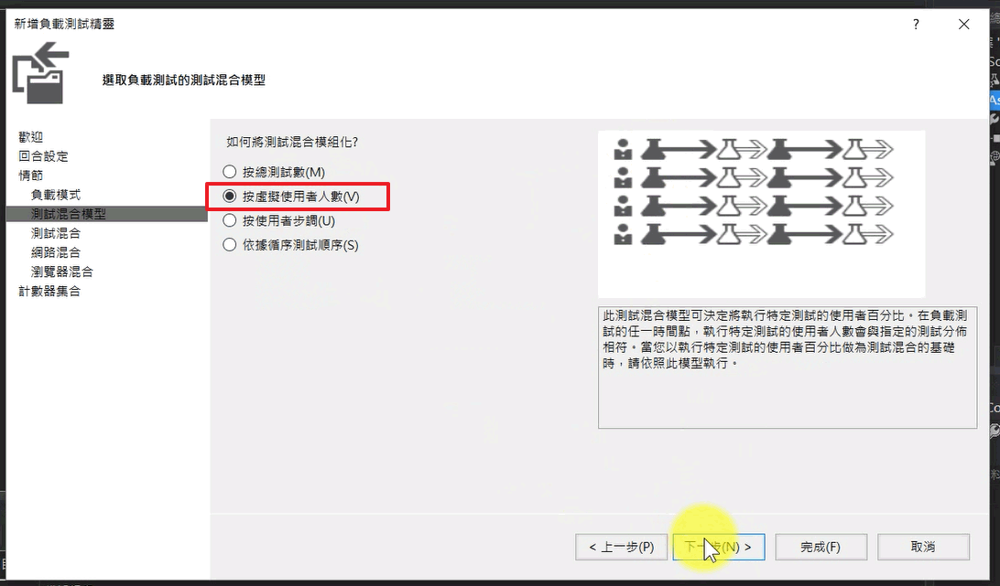 新增負載測試精靈
?
選取負載測試的測試混合模型
歡迎
回合設定
情節
負載模式
測試混合模型
測試混合
網路混合
瀏覽器混合
計數器集合
如何將測試混合模組化?
按總測試數(M)
按虛擬使用者人數(V)
按使用者步調(U)
依據循序測試順序(S)
此測試混合模型可決定將執行特定測試的使用者百分比。在負載測
試的任一時間點，執行特定測試的使用者人數會與指定的測試分佈
相符。當您以執行特定測試的使用者百分比做為測試混合的基礎
時，請依照此模型執行。
< 上一步(P)
下一步(N) >
完成(F)
取消